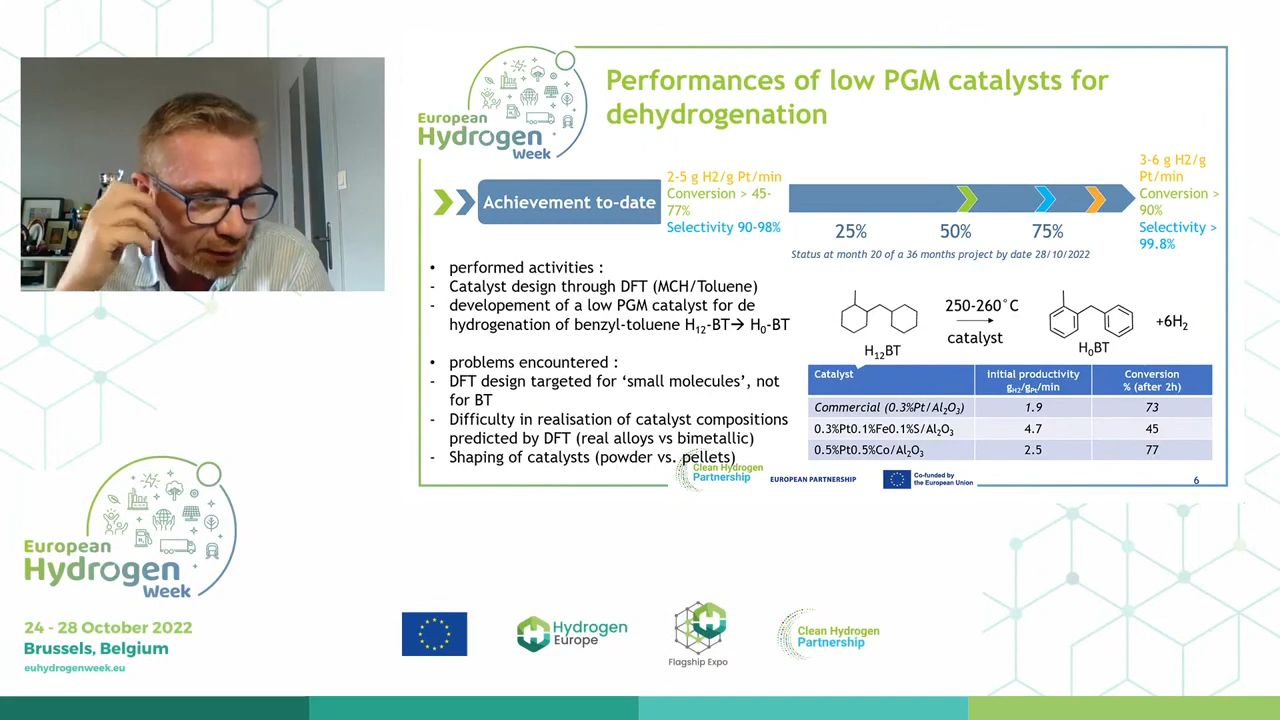 European
Hydrogen
Week
Performances of low PGM catalysts for
dehydrogenation
Achievement to-date
2-5 g H2/g Pt/min
Conversion > 45-
77%
Selectivity 90-98%
25%
50%
75%
3-6 g H2/g
Pt/min
Conversion >
90%
Selectivity >
99.8%
Status at month 20 of a 36 months project by date 28/10/2022
• performed activities :
- Catalyst design through DFT (MCH/Toluene)
- developement of a low PGM catalyst for de
hydrogenation of benzyl-toluene H12-BT→ H0-BT
• problems encountered :
- DFT design targeted for ‘small molecules’, not
for BT
- Difficulty in realisation of catalyst compositions
predicted by DFT (real alloys vs bimetallic)
- Shaping of catalysts (powder vs. pellets)
H12BT
250-260°C
catalyst
H0BT
+6H2
Catalyst initial productivity Conversion
gH2/gPt/min % (after 2h)
Commercial (0.3%Pt/Al2O3) 1.9 73
0.3%Pt0.1%Fe0.1%S/Al2O3 4.7 45
0.5%Pt0.5%Co/Al2O3 2.5 77
Clean Hydrogen
Partnership
EUROPEAN PARTNERSHIP
Co-funded by
the European Union
6
European
Hydrogen
Week
24 - 28 October 2022
Brussels, Belgium
euhydrogenweek.eu
Hydrogen
Europe
Flagship Expo
Clean Hydrogen
Partnership